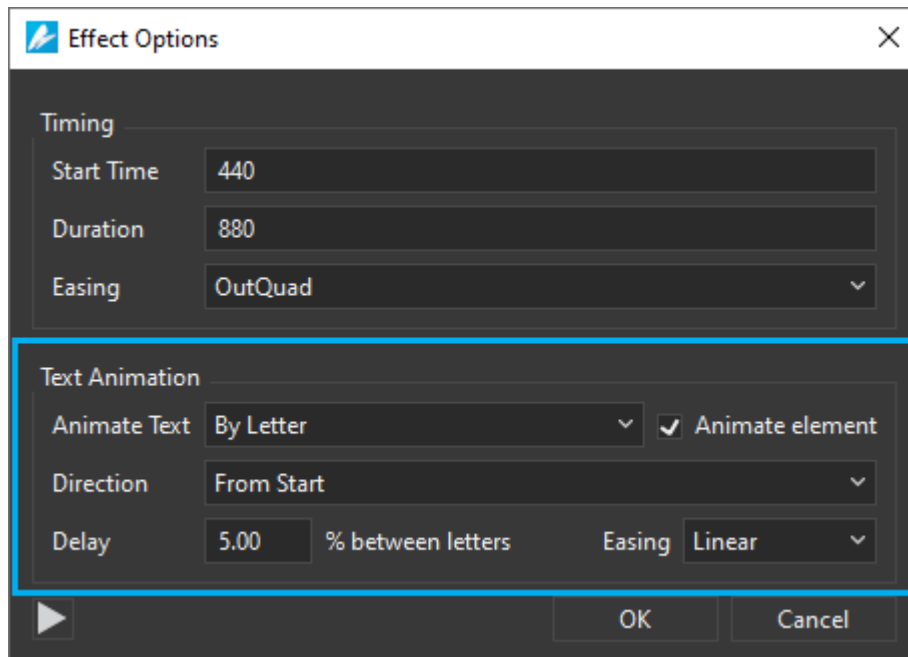 Effect Options
Timing
Start Time 440
Duration 880
Easing OutQuad
Text Animation
Animate Text By Letter Animate element
Direction From Start
Delay 5.00 % between letters Easing Linear
OK Cancel